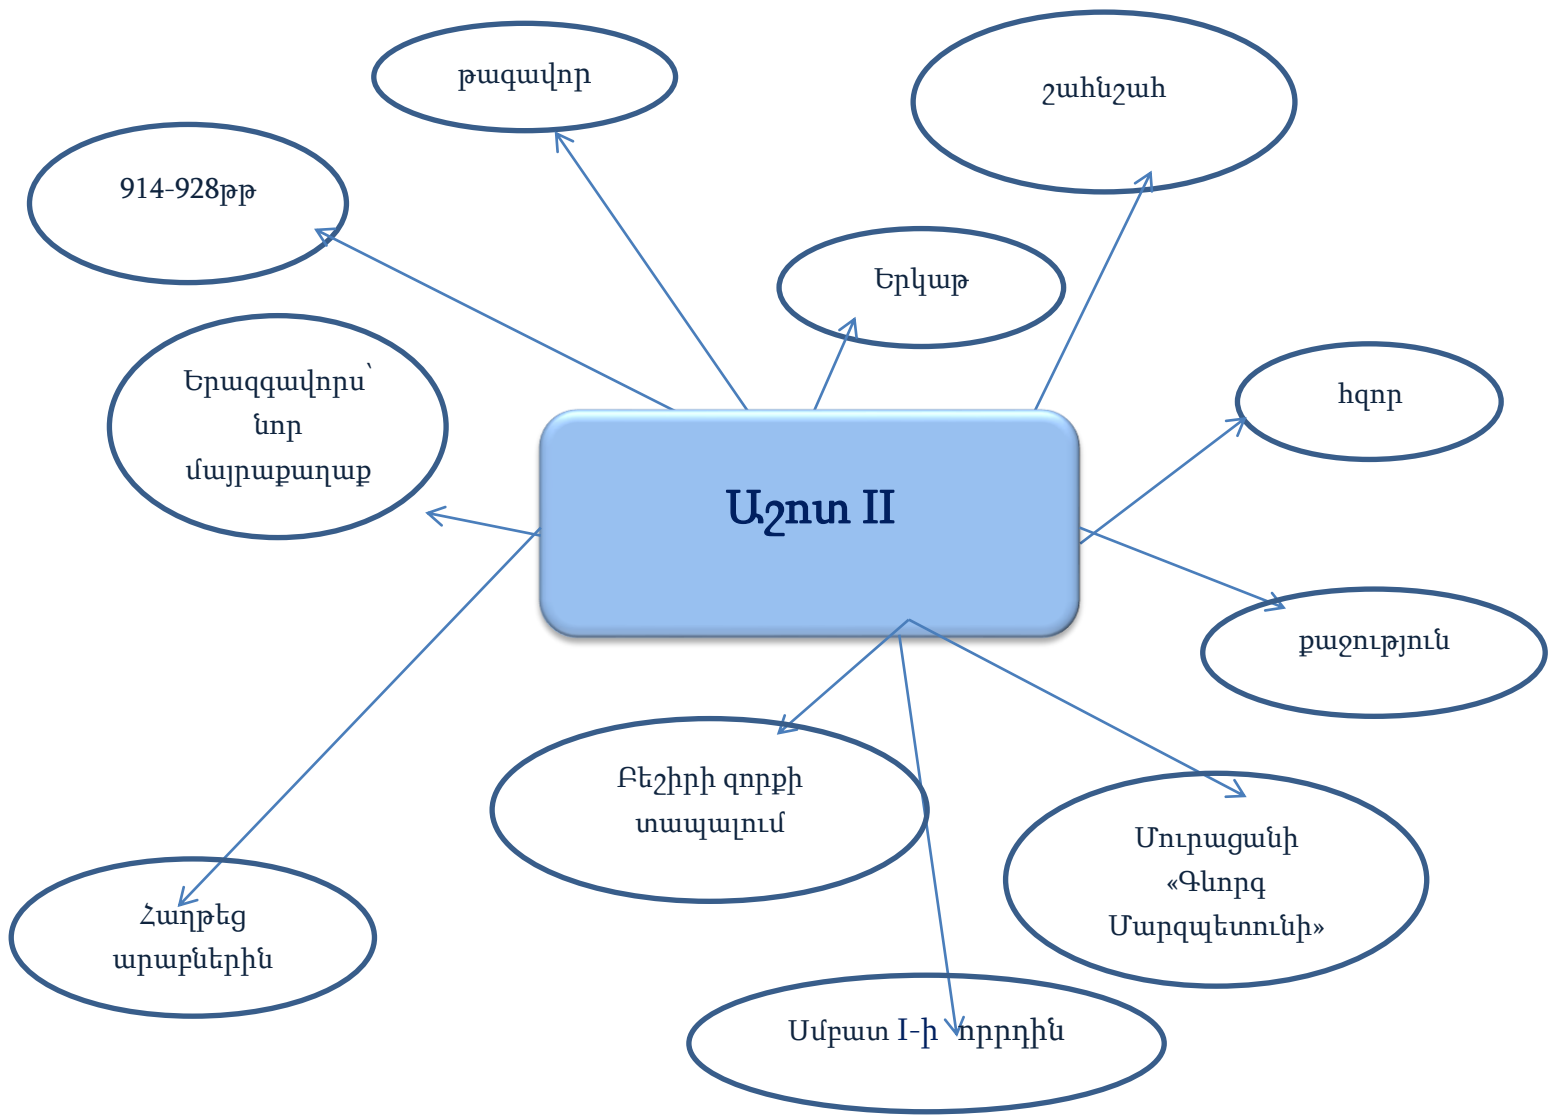 թագավոր
շահնշահ
914-928թթ
Երկաթ
Երազգավորս՝
նոր
մայրաքաղաք
հզոր
Աշոտ II
քաջություն
Բեշիրի զորքի
տապալում
Մուրացանի
«Գևորգ
Մարզպետունի»
Հաղթեց
արաբներին
Սմբատ I-ի որրդին